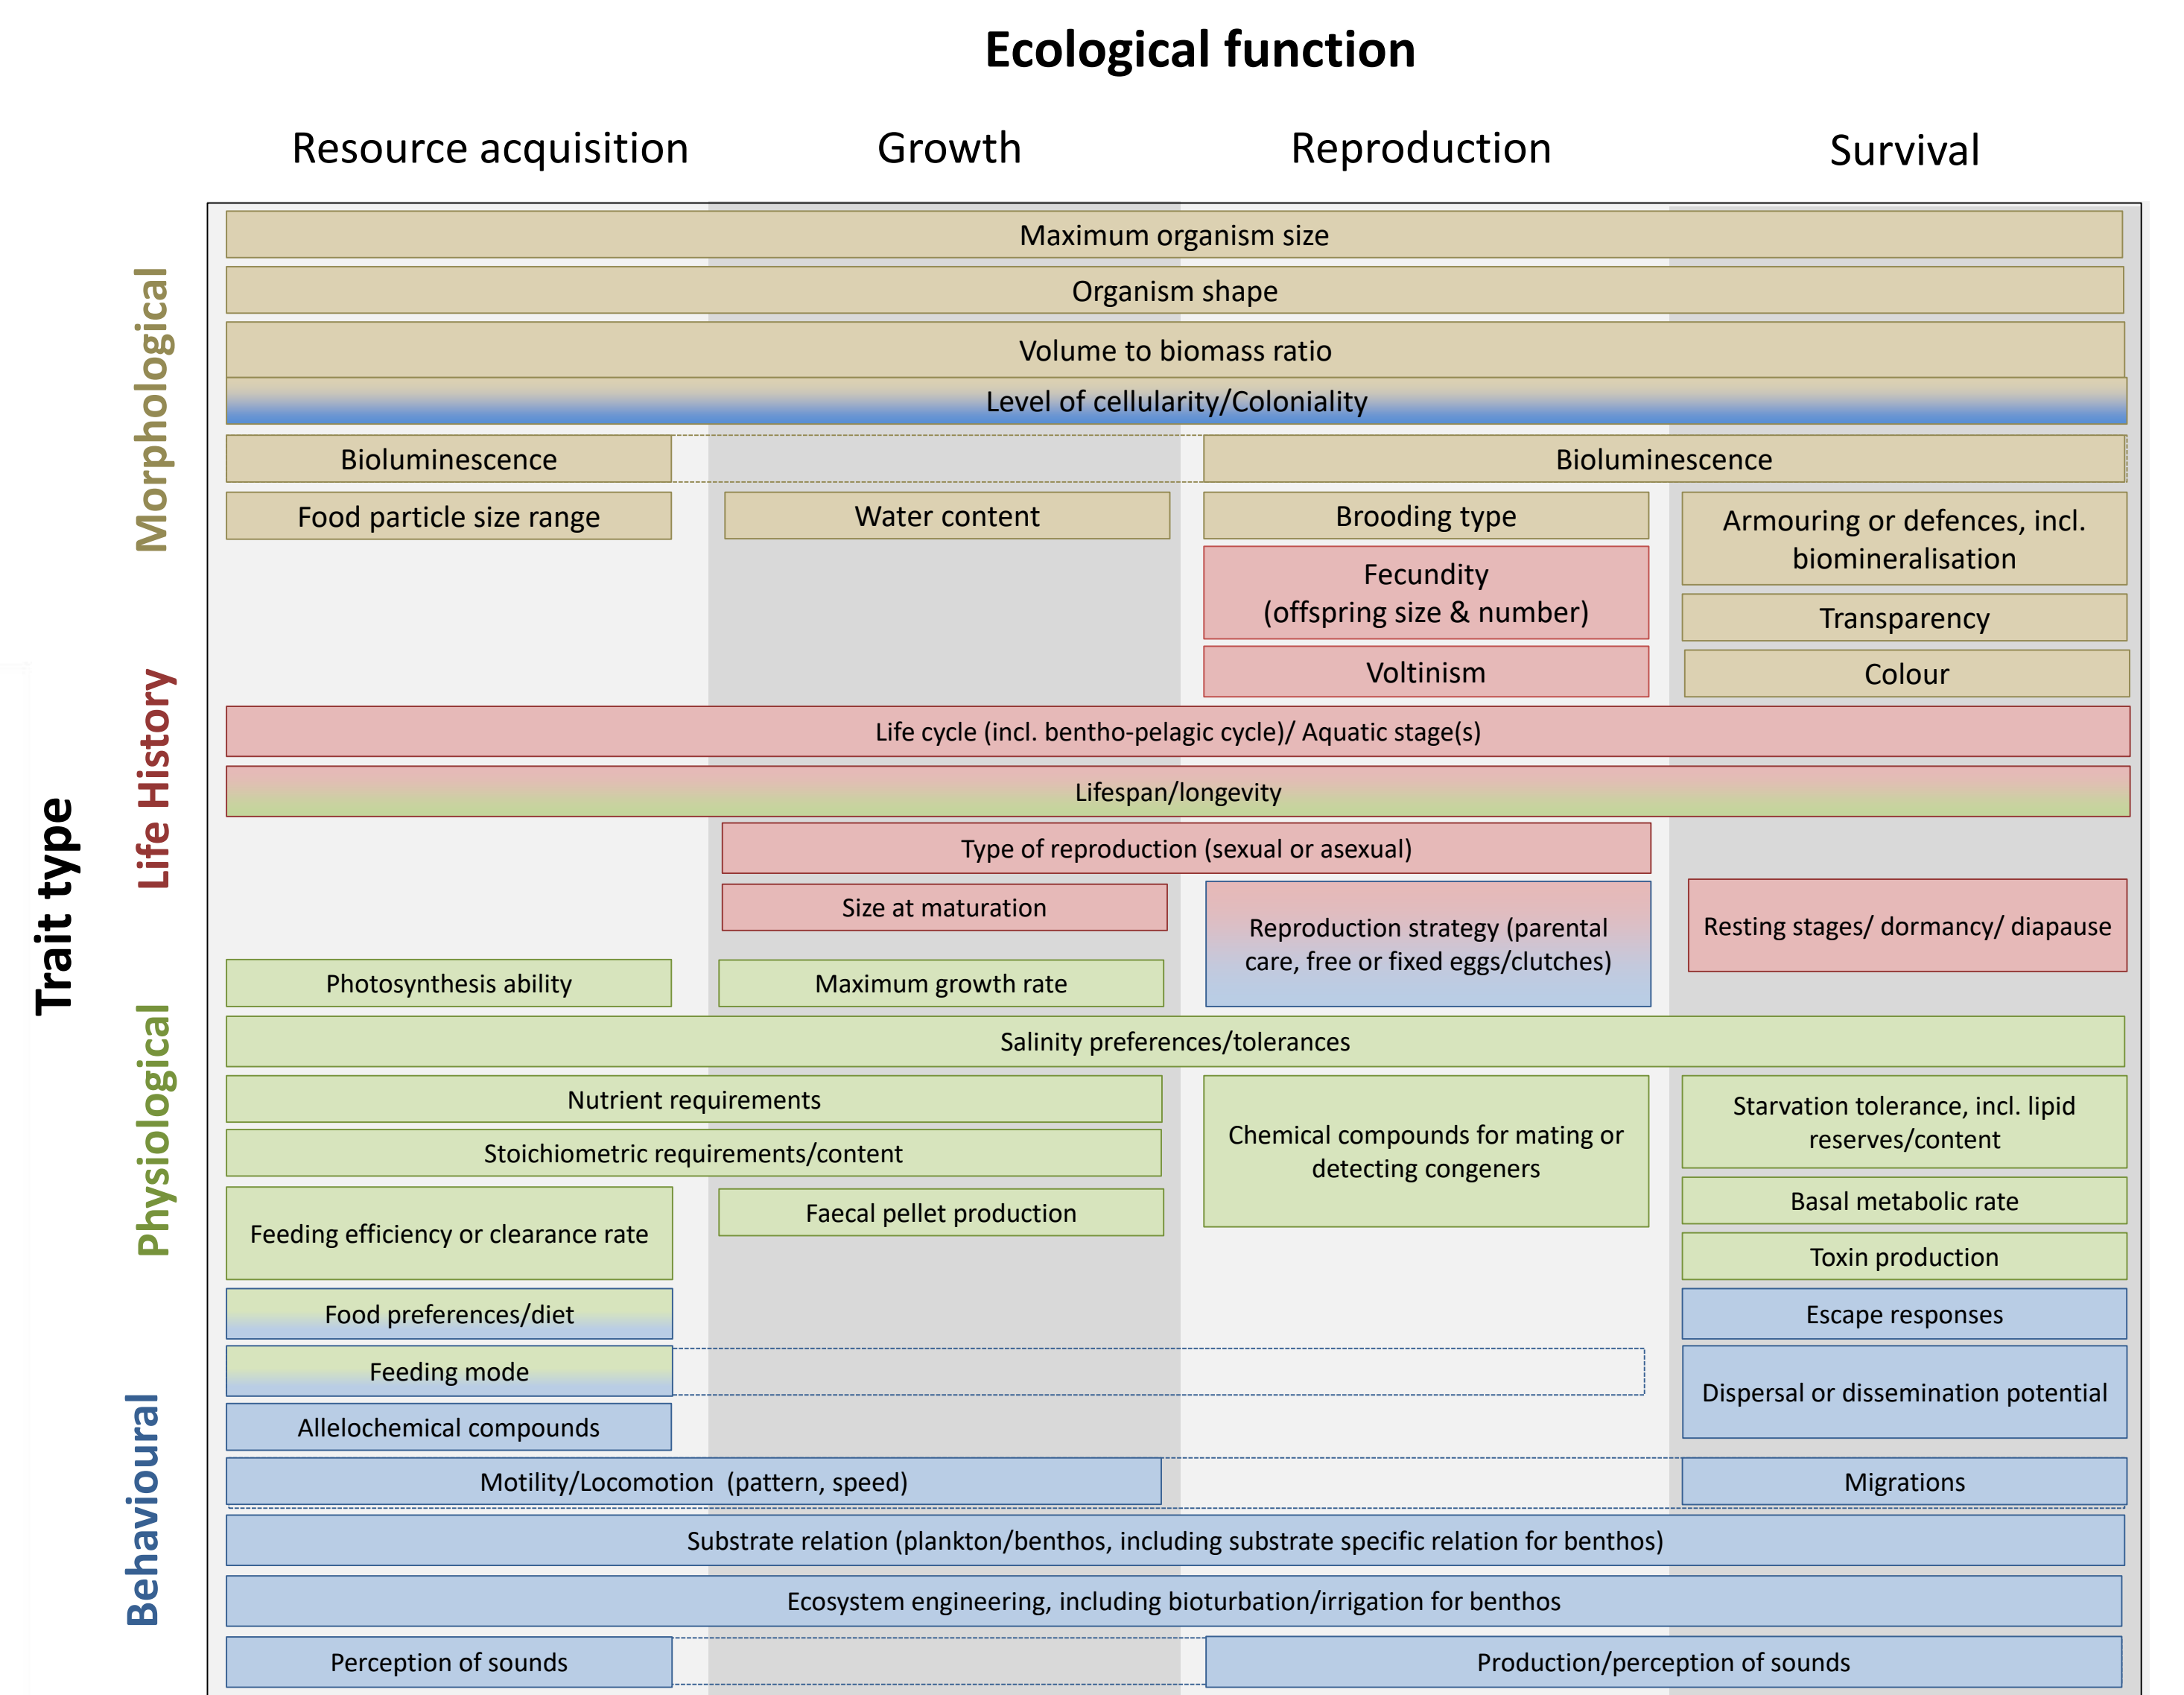 Ecological function
Resource acquisition
Growth
Reproduction
Survival
Trait type
Morphological
Maximum organism size
Organism shape
Volume to biomass ratio
Level of cellularity/Coloniality
Bioluminescence
Bioluminescence
Food particle size range
Water content
Brooding type
Armouring or defences, incl.
biomineralisation
Fecundity
(offspring size & number)
Transparency
Voltinism
Colour
Life History
Life cycle (incl. bentho-pelagic cycle)/ Aquatic stage(s)
Lifespan/longevity
Type of reproduction (sexual or asexual)
Size at maturation
Reproduction strategy (parental
care, free or fixed eggs/clutches)
Resting stages/ dormancy/ diapause
Physiological
Photosynthesis ability
Maximum growth rate
Salinity preferences/tolerances
Nutrient requirements
Stoichiometric requirements/content
Chemical compounds for mating or
detecting congeners
Starvation tolerance, incl. lipid
reserves/content
Feeding efficiency or clearance rate
Faecal pellet production
Basal metabolic rate
Toxin production
Food preferences/diet
Escape responses
Behavioural
Feeding mode
Dispersal or dissemination potential
Allelochemical compounds
Motility/Locomotion (pattern, speed)
Migrations
Substrate relation (plankton/benthos, including substrate specific relation for benthos)
Ecosystem engineering, including bioturbation/irrigation for benthos
Perception of sounds
Production/perception of sounds